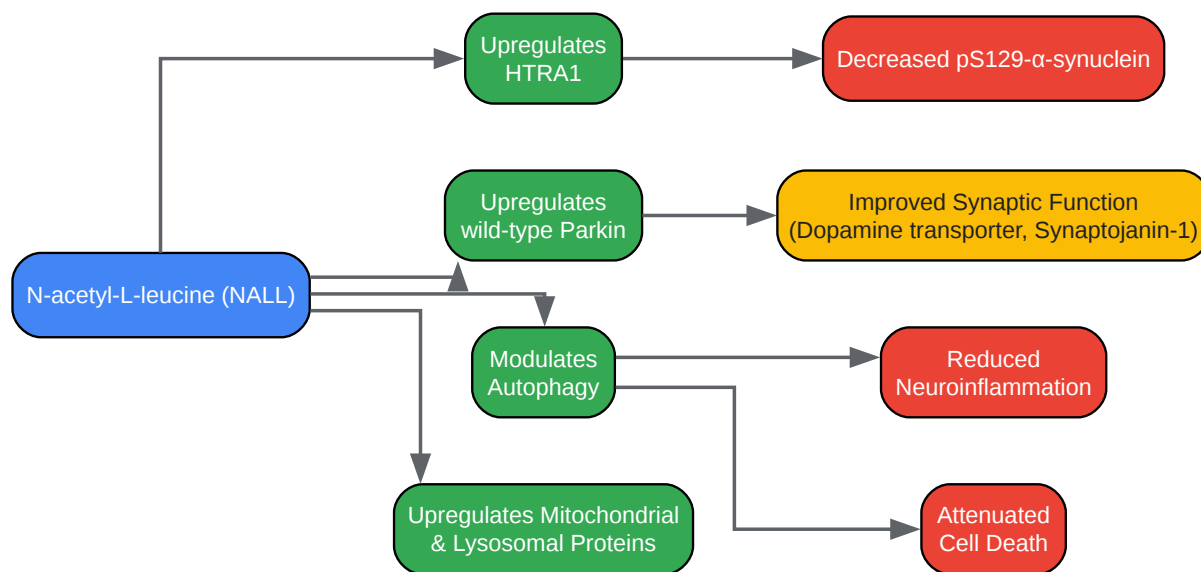 Upregulates
HTRA1
Decreased pS129-α-synuclein
Upregulates
wild-type Parkin
Improved Synaptic Function
(Dopamine transporter, Synaptojanin-1)
N-acetyl-L-leucine (NALL)
Modulates
Autophagy
Reduced
Neuroinflammation
Upregulates Mitochondrial
& Lysosomal Proteins
Attenuated
Cell Death